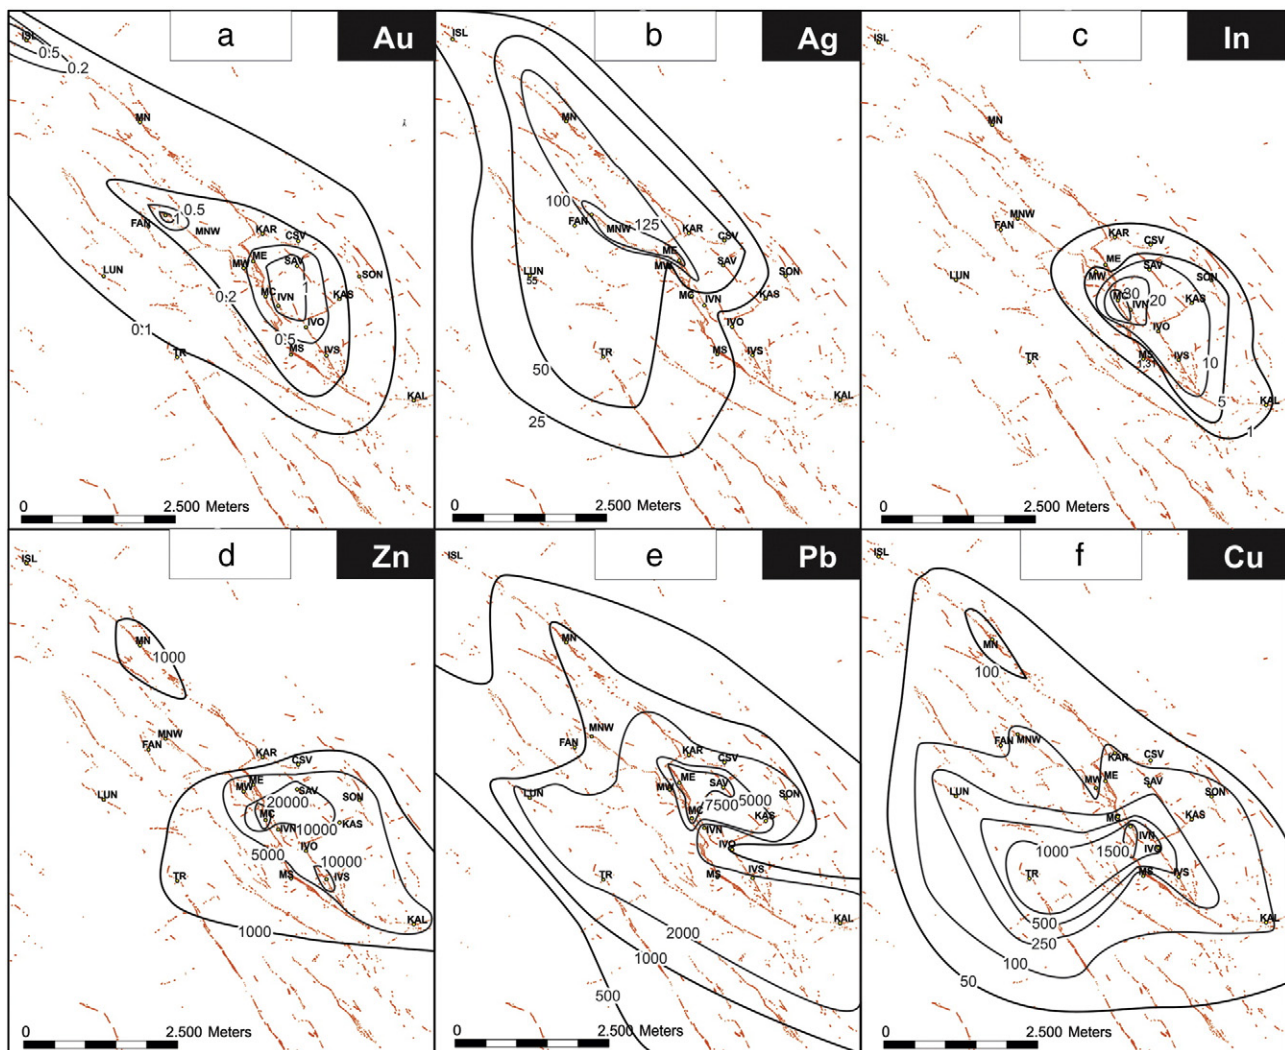 a
Au
ISL
0.5
0.2
MN
0.5
1
FAN
MNW
KAR
CSV
ME
MW
SAV
LUN
SON
0.2
MC
IVN
1
KAS
0.1
IVO
0.5
TR
MS
IVS
KAL
0
2.500 Meters
b
Ag
ISL
MN
100
125
FAN
MNW
KAR
CSV
ME
MW
SAV
LUN
55
SON
MC
IVN
KAS
IVO
TR
MS
IVS
50
25
KAL
0
2.500 Meters
c
In
ISL
MN
MNW
FAN
KAR
CSV
ME
MW
SAV
LUN
SON
MC
30
20
KAS
IVN
IVO
TR
MS
1.31
IVS
10
5
KAL
1
0
2.500 Meters
d
Zn
ISL
MN
1000
MNW
FAN
KAR
CSV
ME
MW
SAV
LUN
20000
SON
MC
IVN
10000
KAS
IVO
5000
10000
TR
MS
IVS
KAL
1000
0
2.500 Meters
e
Pb
ISL
MN
MNW
FAN
KAR
CSV
ME
MW
SAV
LUN
SON
7500
5000
MC
IVN
KAS
IVO
TR
MS
IVS
KAL
2000
1000
500
0
2.500 Meters
f
Cu
ISL
MN
100
FAN
MNW
KAR
CSV
ME
MW
SAV
LUN
SON
MC
KAS
IVN
1000
1500
IVO
TR
MS
IVS
500
KAL
250
100
50
0
2.500 Meters